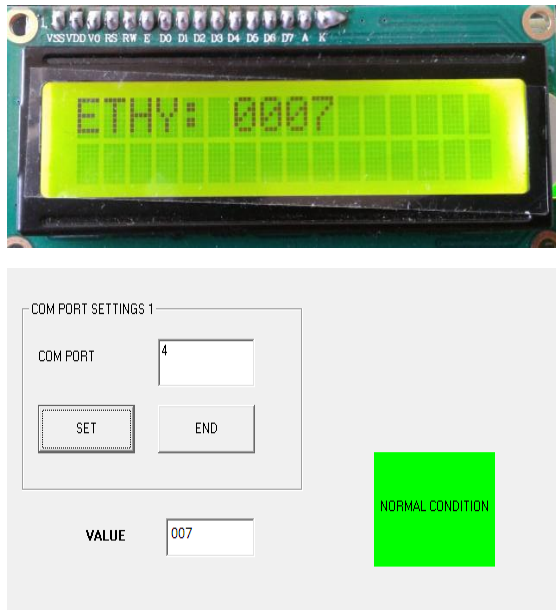 1
VSS VDD V0 RS RW E D0 D1 D2 D3 D4 D5 D6 D7 A K
ETHY: 0007
COM PORT SETTINGS 1
COM PORT 4
SET END
NORMAL CONDITION
VALUE 007